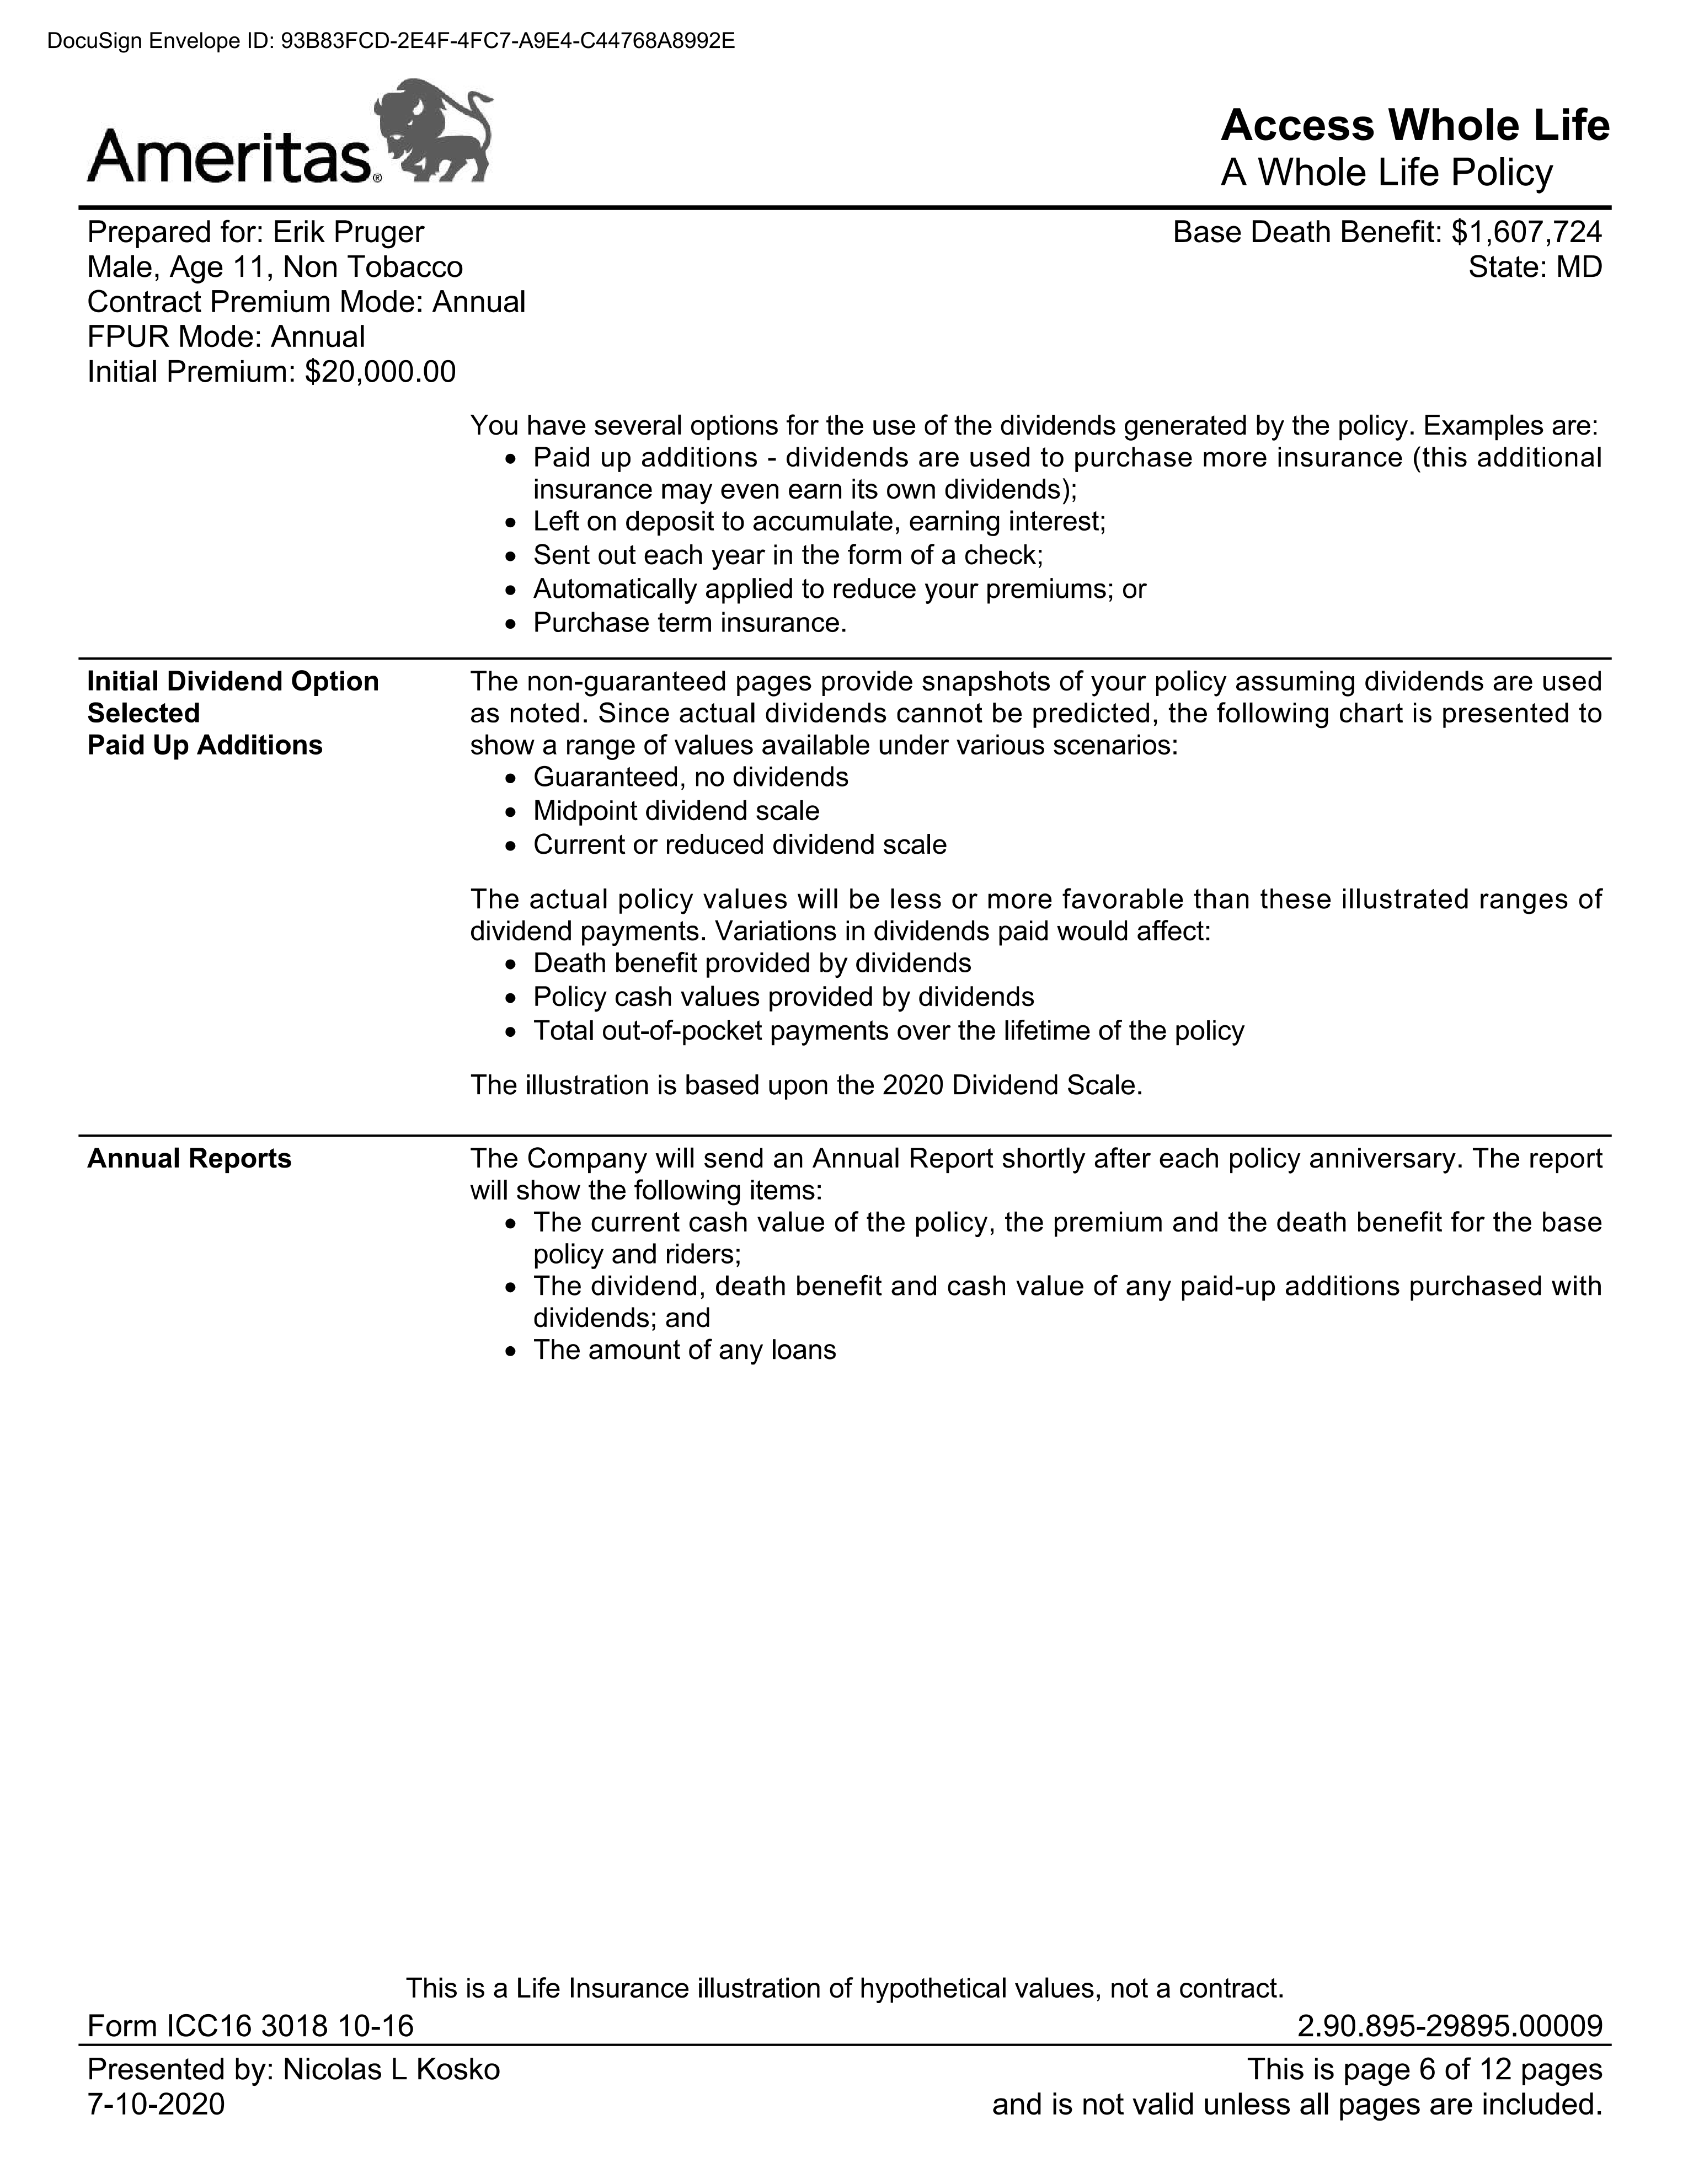 DocuSign Envelope ID: 93B83FCD-2E4F-4FC7-A9E4-C44768A8992E
Ameritas®
Access Whole Life
A Whole Life Policy
Prepared for: Erik Pruger
Base Death Benefit: $1,607,724
Male, Age 11, Non Tobacco
State: MD
Contract Premium Mode: Annual
FPUR Mode: Annual
Initial Premium: $20,000.00
You have several options for the use of the dividends generated by the policy. Examples are:
• Paid up additions - dividends are used to purchase more insurance (this additional
insurance may even earn its own dividends);
• Left on deposit to accumulate, earning interest;
• Sent out each year in the form of a check;
• Automatically applied to reduce your premiums; or
• Purchase term insurance.
Initial Dividend Option
Selected
Paid Up Additions
The non-guaranteed pages provide snapshots of your policy assuming dividends are used
as noted. Since actual dividends cannot be predicted, the following chart is presented to
show a range of values available under various scenarios:
• Guaranteed, no dividends
• Midpoint dividend scale
• Current or reduced dividend scale
The actual policy values will be less or more favorable than these illustrated ranges of
dividend payments. Variations in dividends paid would affect:
• Death benefit provided by dividends
• Policy cash values provided by dividends
• Total out-of-pocket payments over the lifetime of the policy
The illustration is based upon the 2020 Dividend Scale.
Annual Reports
The Company will send an Annual Report shortly after each policy anniversary. The report
will show the following items:
• The current cash value of the policy, the premium and the death benefit for the base
policy and riders;
• The dividend, death benefit and cash value of any paid-up additions purchased with
dividends; and
• The amount of any loans
This is a Life Insurance illustration of hypothetical values, not a contract.
Form ICC16 3018 10-16
2.90.895-29895.00009
Presented by: Nicolas L Kosko
This is page 6 of 12 pages
7-10-2020
and is not valid unless all pages are included.